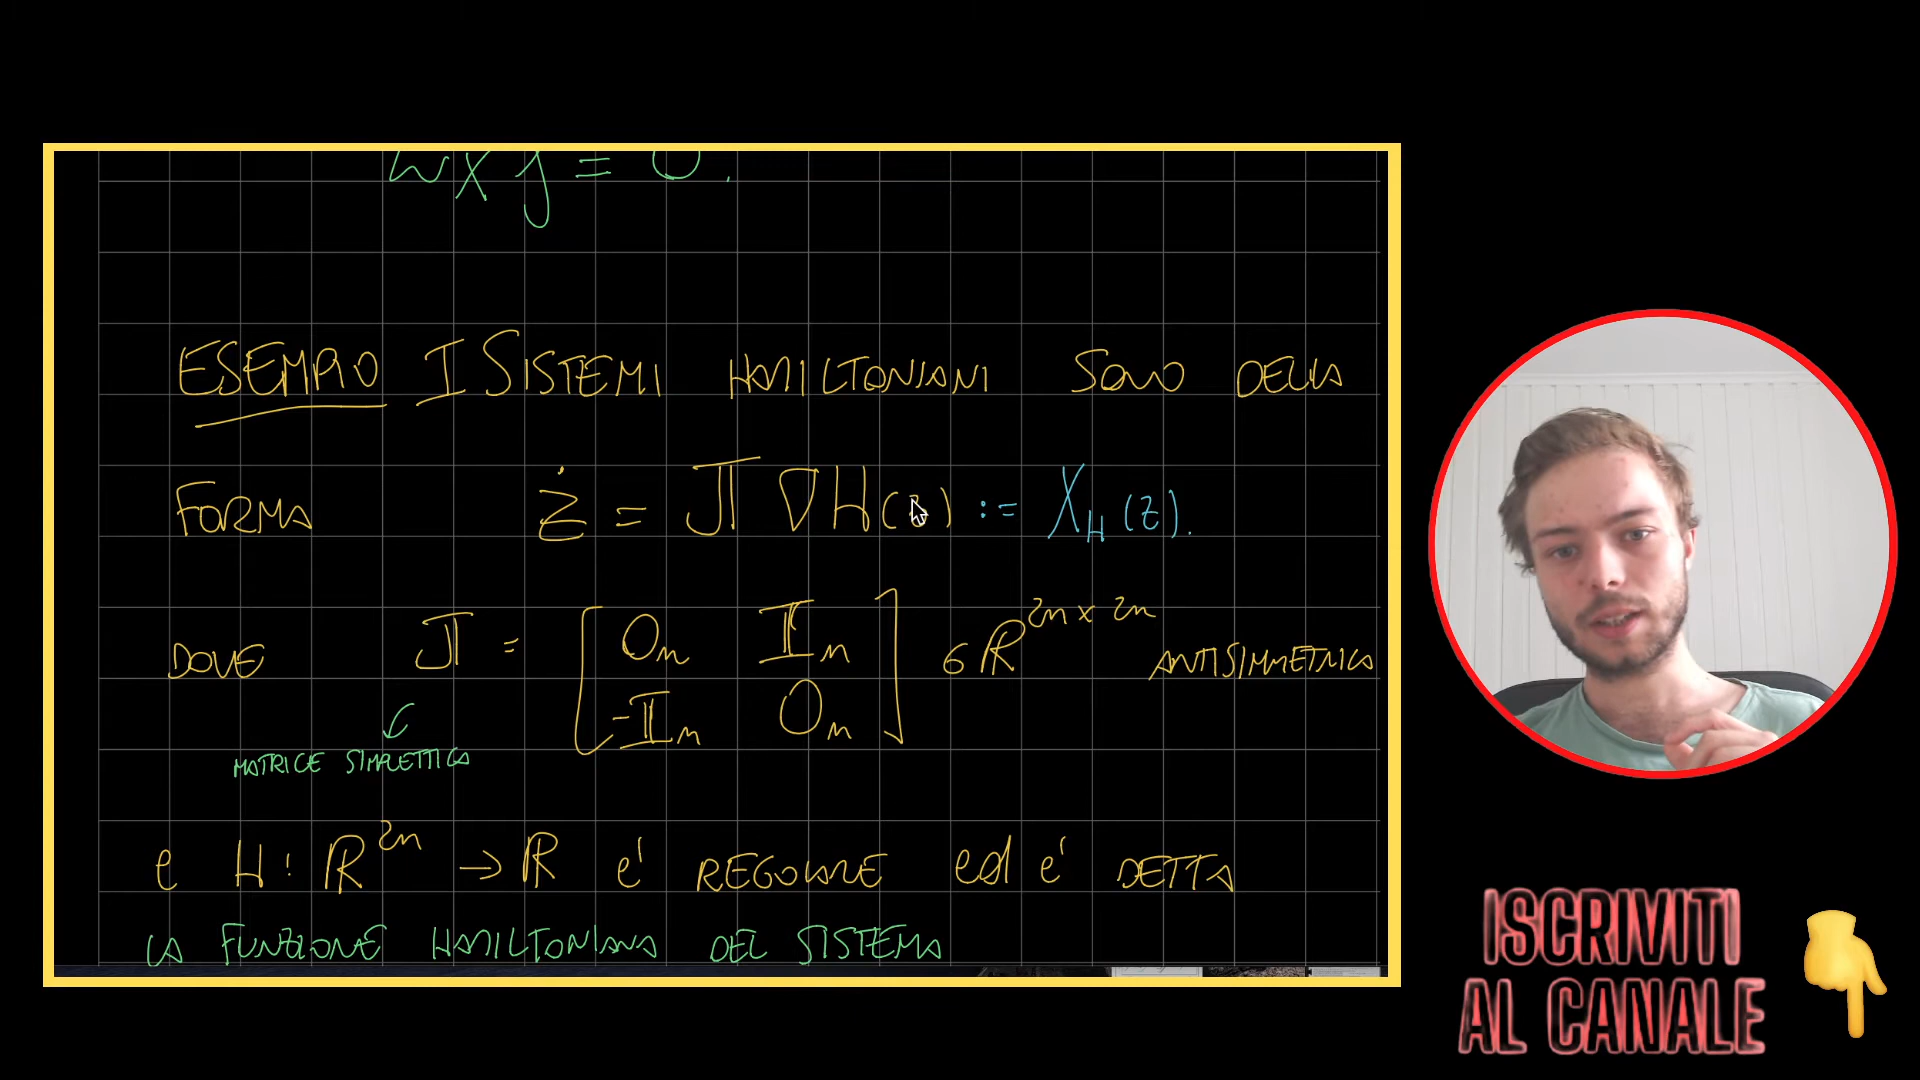 w x y = 0.
ESEMPIO I SISTEMI HAMILTONIANI SONO DELLA
FORMA ż = 𝕁 ∇H(z) := X_H (z).
DOVE 𝕁 = [ 0_n 𝕀_n ∈ ℝ^{2n x 2n} ANTISIMMETRICA
-𝕀_n 0_n ]
MATRICE SIMPLETTICA
e H: ℝ^{2n} → ℝ e' REGOLARE ed e' DETTA
LA FUNZIONE HAMILTONIANA DEL SISTEMA
ISCRIVITI
AL CANALE